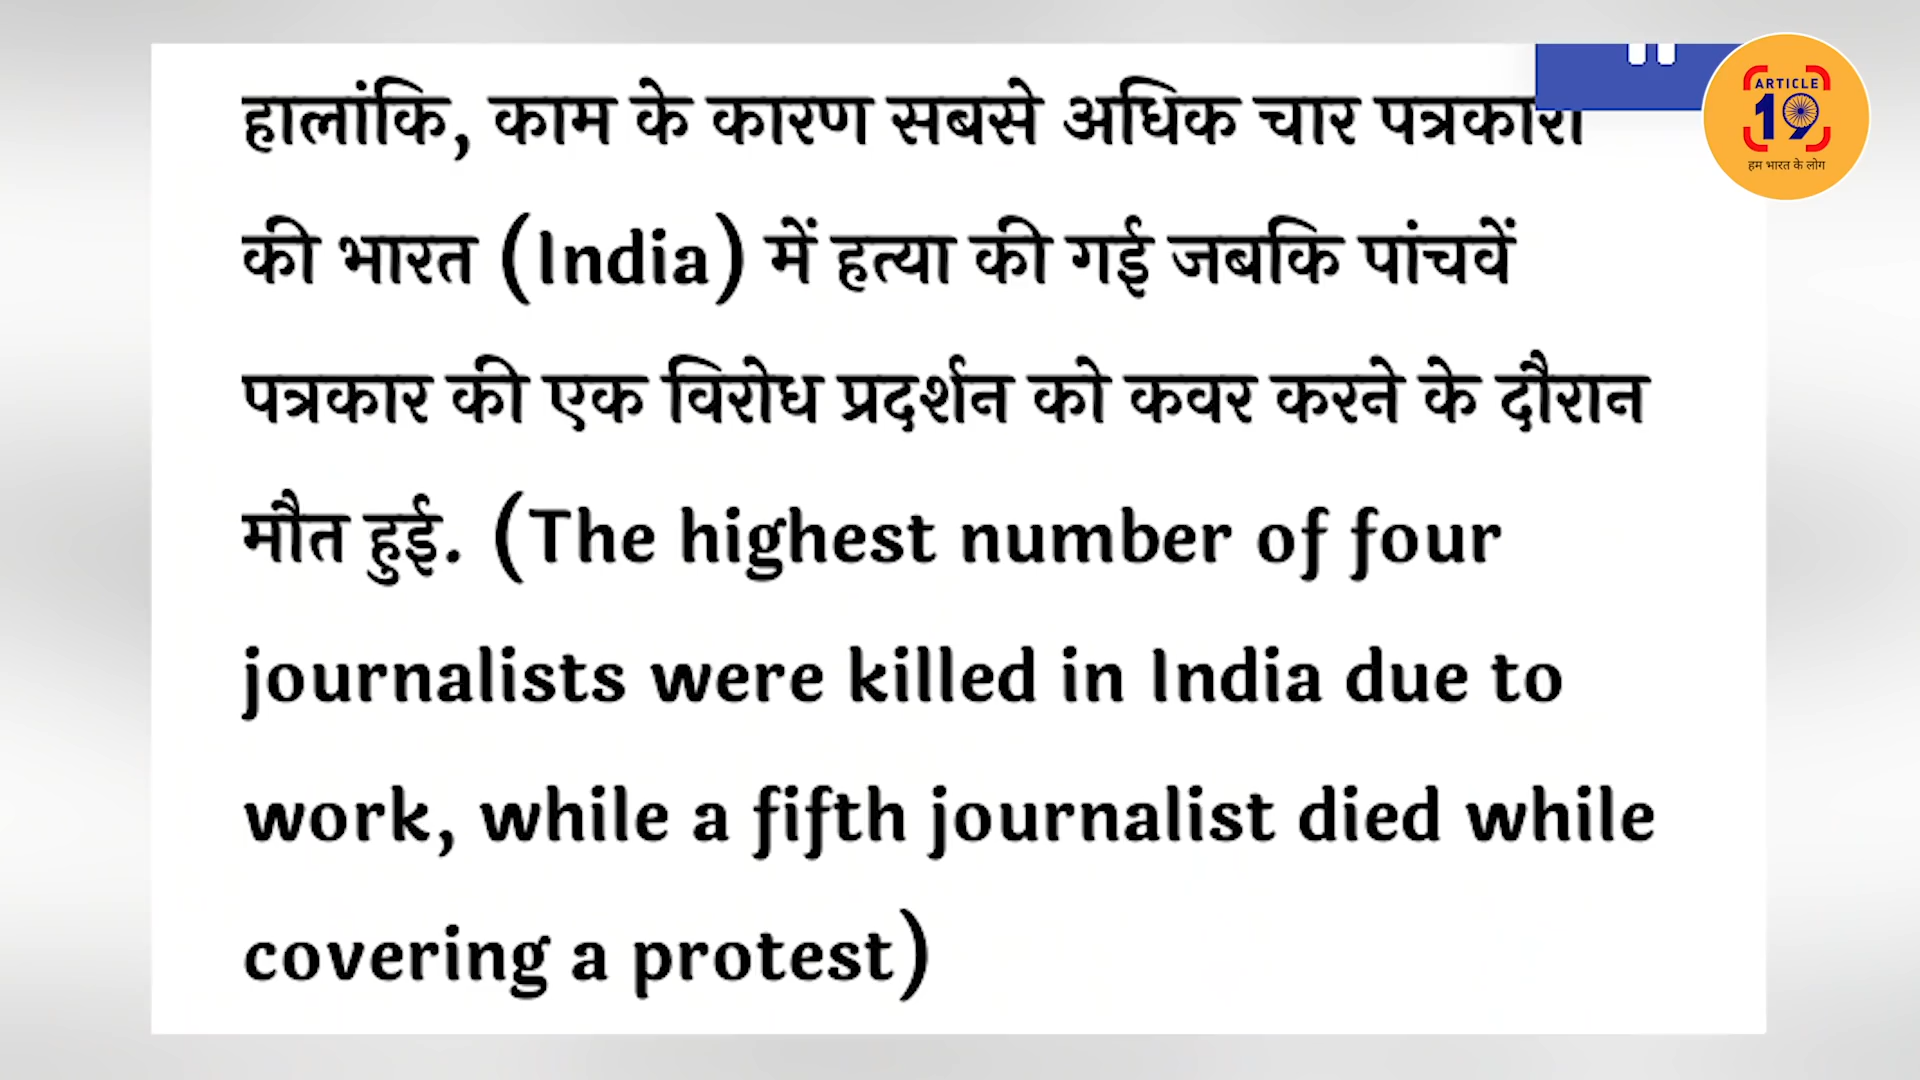 हालांकि, काम के कारण सबसे अधिक चार पत्रकारों
की भारत (India) में हत्या की गई जबकि पांचवें
पत्रकार की एक विरोध प्रदर्शन को कवर करने के दौरान
मौत हुई. (The highest number of four
journalists were killed in India due to
work, while a fifth journalist died while
covering a protest)
ARTICLE
19
हम भारत के लोग